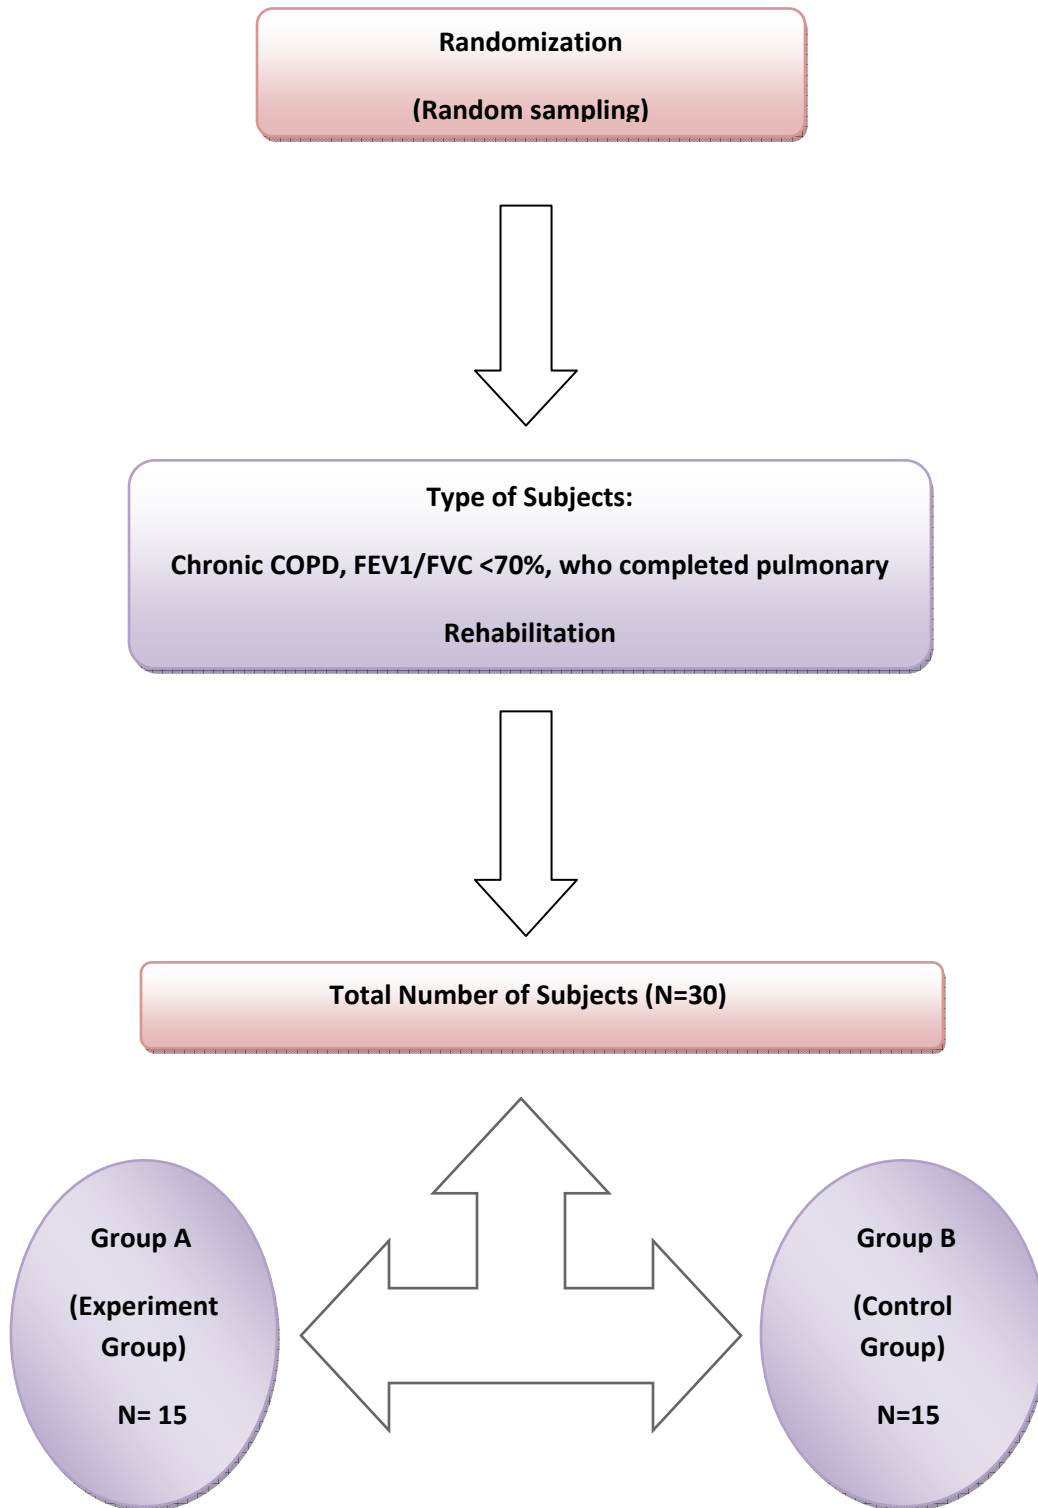 Randomization
(Random sampling)
Type of Subjects:
Chronic COPD, FEV1/FVC <70%, who completed pulmonary
Rehabilitation
Total Number of Subjects (N=30)
Group A
(Experiment
Group)
N= 15
Group B
(Control
Group)
N=15